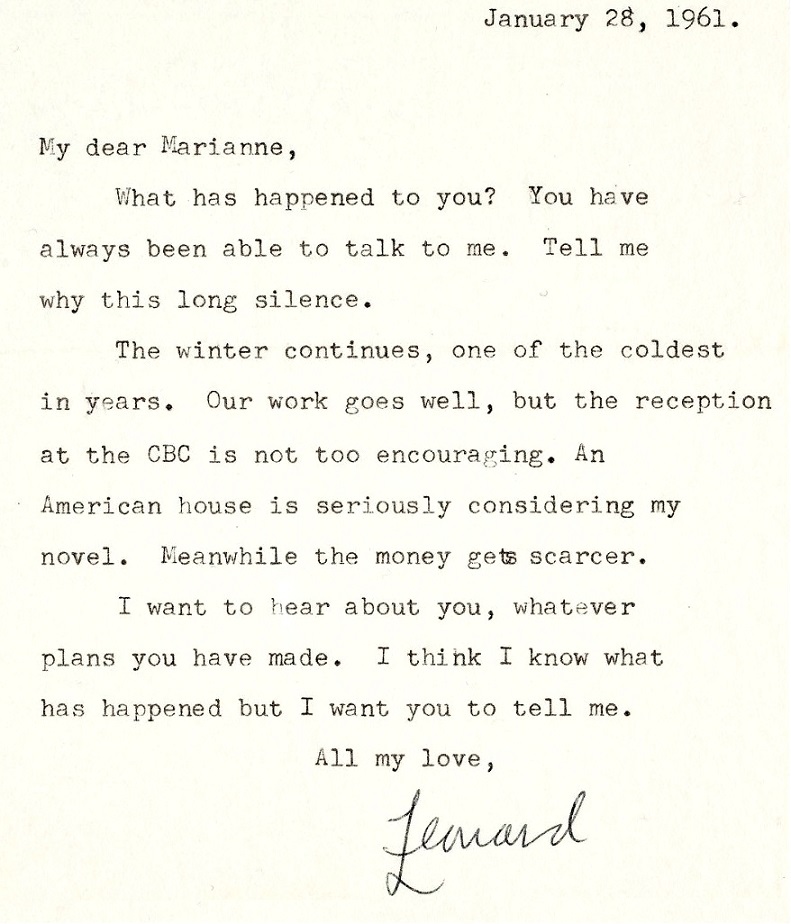 January 28, 1961.
My dear Marianne,
What has happened to you? You have
always been able to talk to me. Tell me
why this long silence.
The winter continues, one of the coldest
in years. Our work goes well, but the reception
at the CBC is not too encouraging. An
American house is seriously considering my
novel. Meanwhile the money gets scarcer.
I want to hear about you, whatever
plans you have made. I think I know what
has happened but I want you to tell me.
All my love,
Leonard